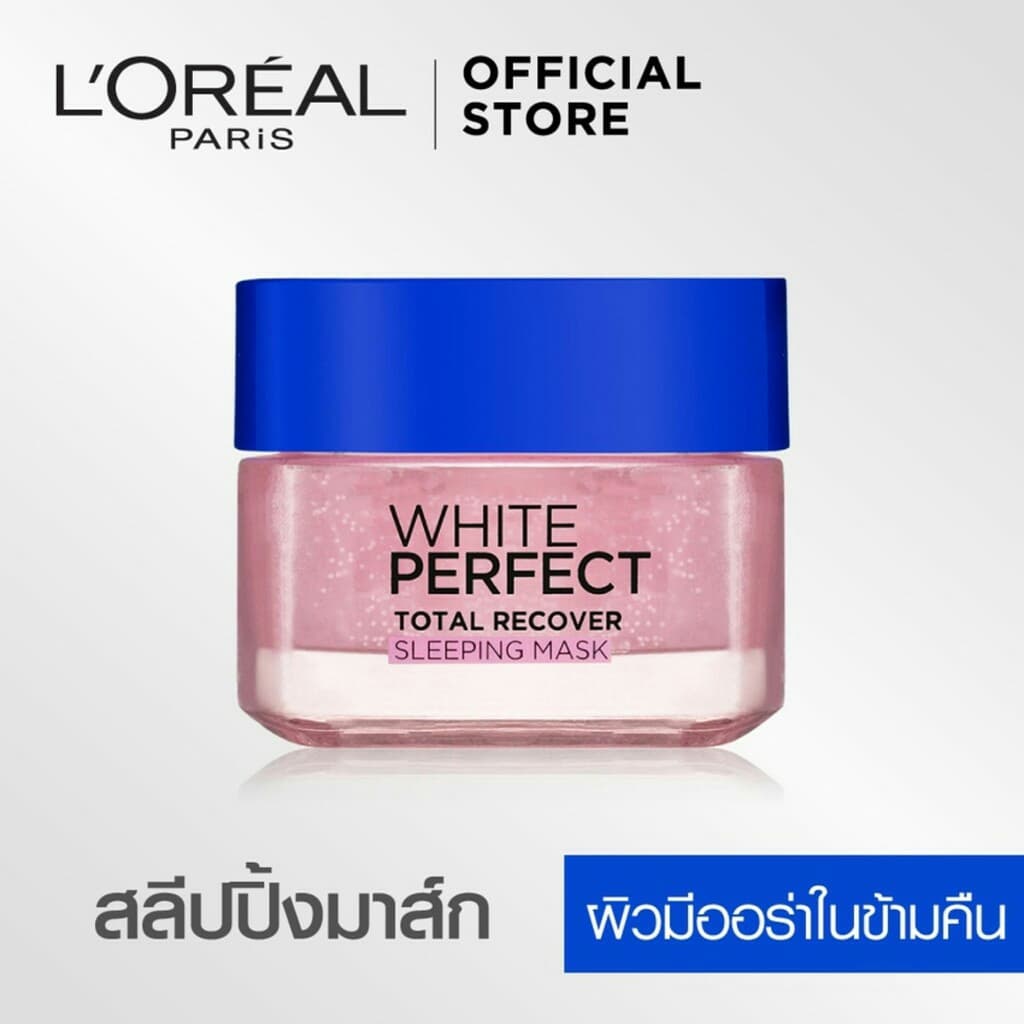 L'ORÉAL
PARiS
OFFICIAL
STORE
WHITE
PERFECT
TOTAL RECOVER
SLEEPING MASK
สลีปปิ้งมาส์ก
ผิวมีออร่าในข้ามคืน